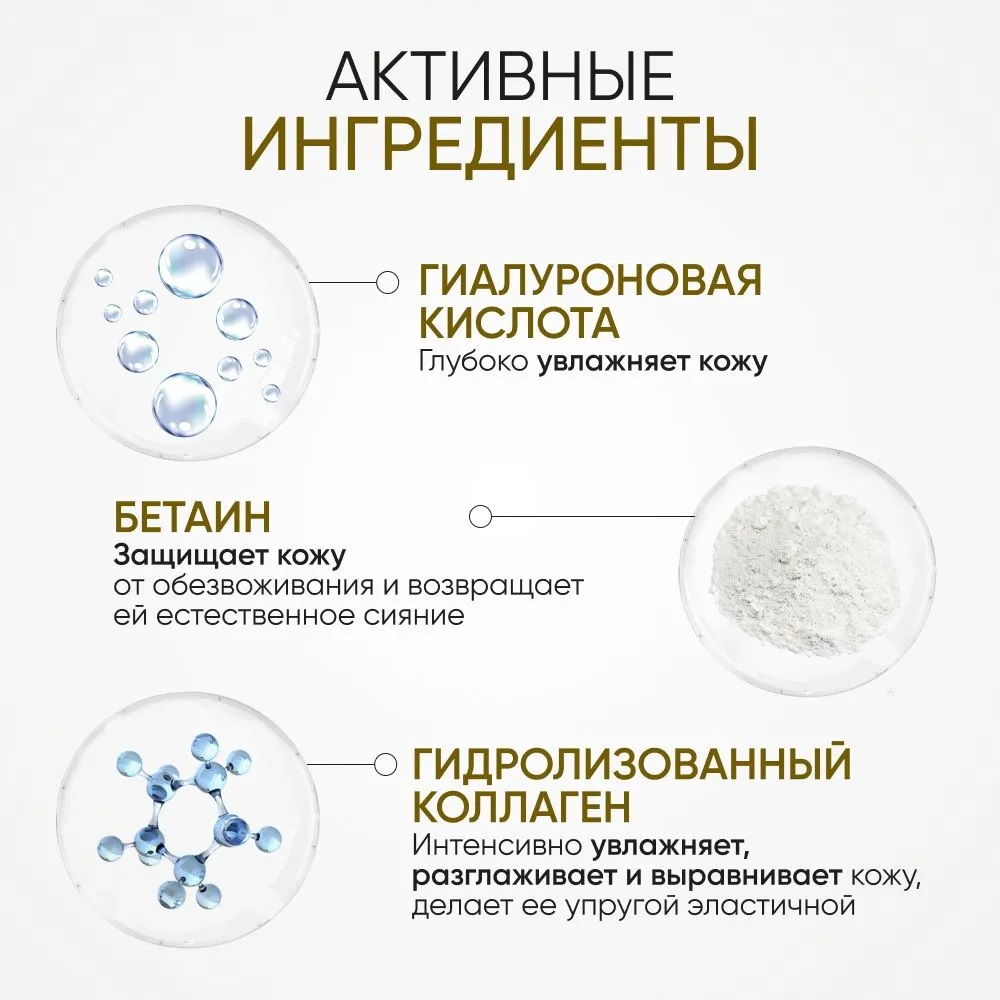 АКТИВНЫЕ
ИНГРЕДИЕНТЫ
ГИАЛУРОНОВАЯ
КИСЛОТА
Глубоко увлажняет кожу
БЕТАИН
Защищает кожу
от обезвоживания и возвращает
ей естественное сияние
ГИДРОЛИЗОВАННЫЙ
КОЛЛАГЕН
Интенсивно увлажняет,
разглаживает и выравнивает кожу,
делает ее упругой эластичной